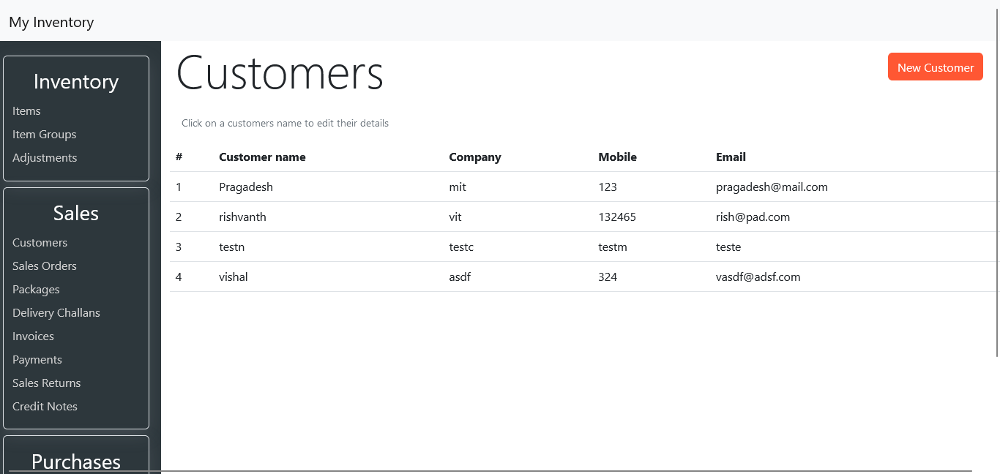 My Inventory
Inventory
Items
Item Groups
Adjustments
Sales
Customers
Sales Orders
Packages
Delivery Challans
Invoices
Payments
Sales Returns
Credit Notes
Purchases
Customers
New Customer
Click on a customers name to edit their details
# Customer name Company Mobile Email
1 Pragadesh mit 123 pragadesh@mail.com
2 rishvanth vit 132465 rish@pad.com
3 testn testc testm teste
4 vishal asdf 324 vasdf@adsf.com